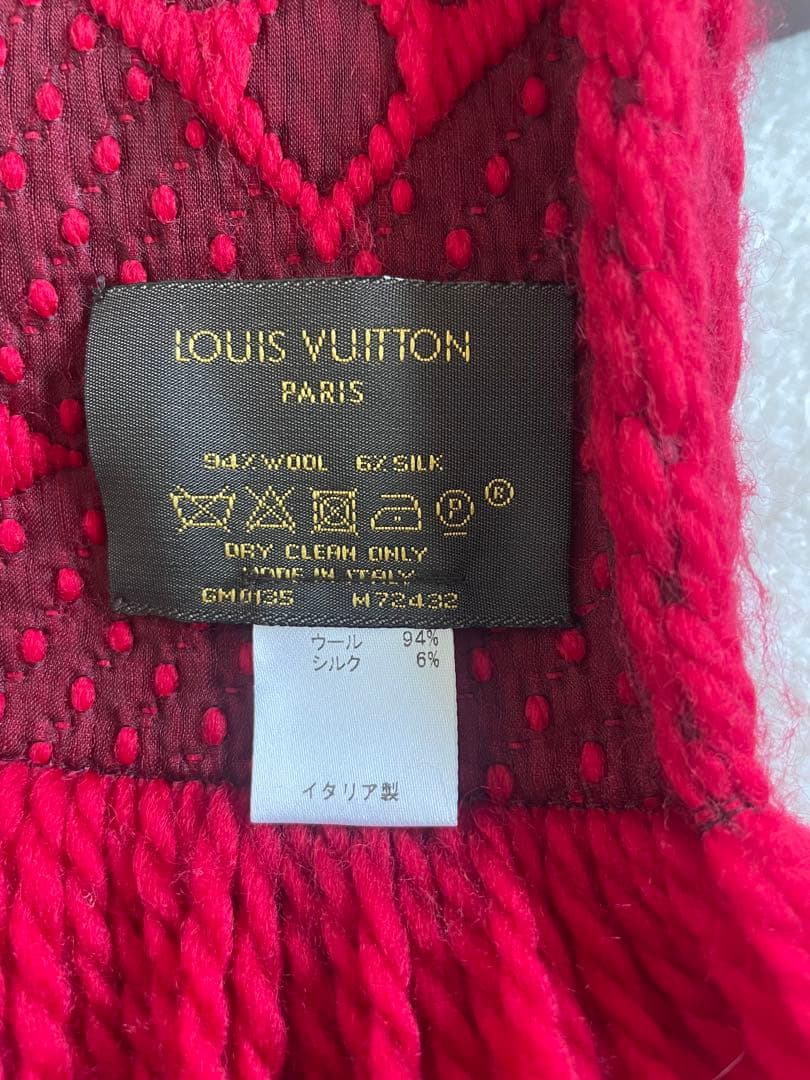 LOUIS VUITTON
PARIS
94% WOOL 6% SILK
P ®
DRY CLEAN ONLY
MADE IN ITALY
GM0135 M72432
ウール 94%
シルク 6%
イタリア製